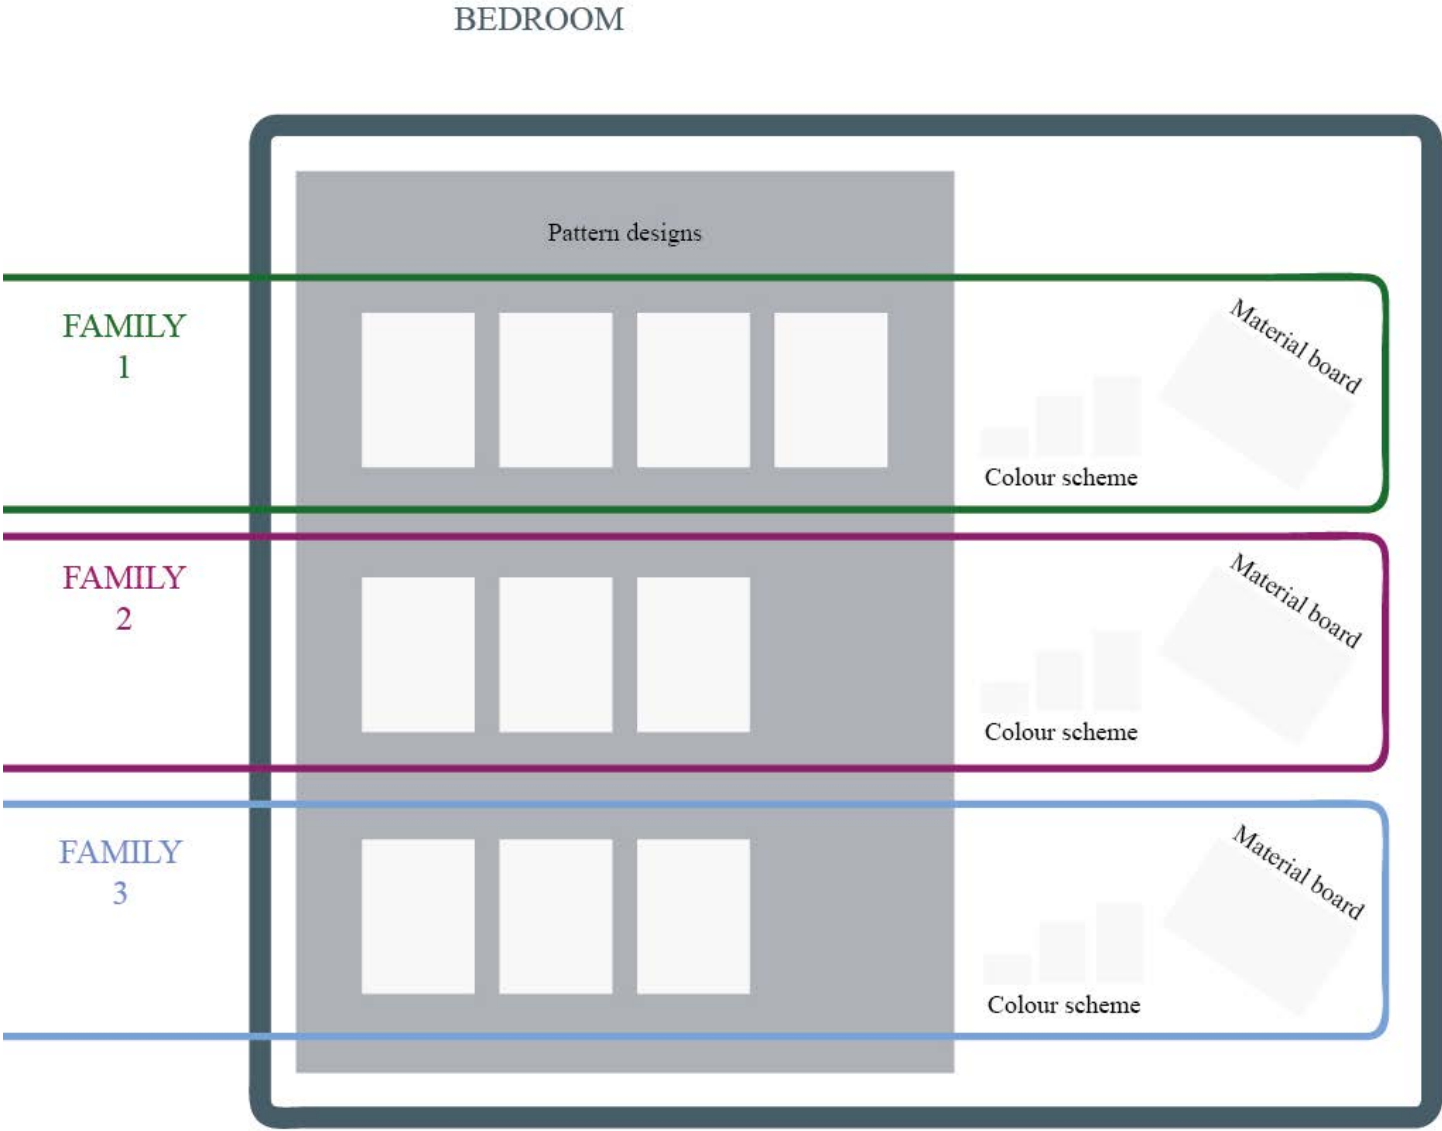 BEDROOM
Pattern designs
FAMILY
1
Material board
Colour scheme
FAMILY
2
Material board
Colour scheme
FAMILY
3
Material board
Colour scheme